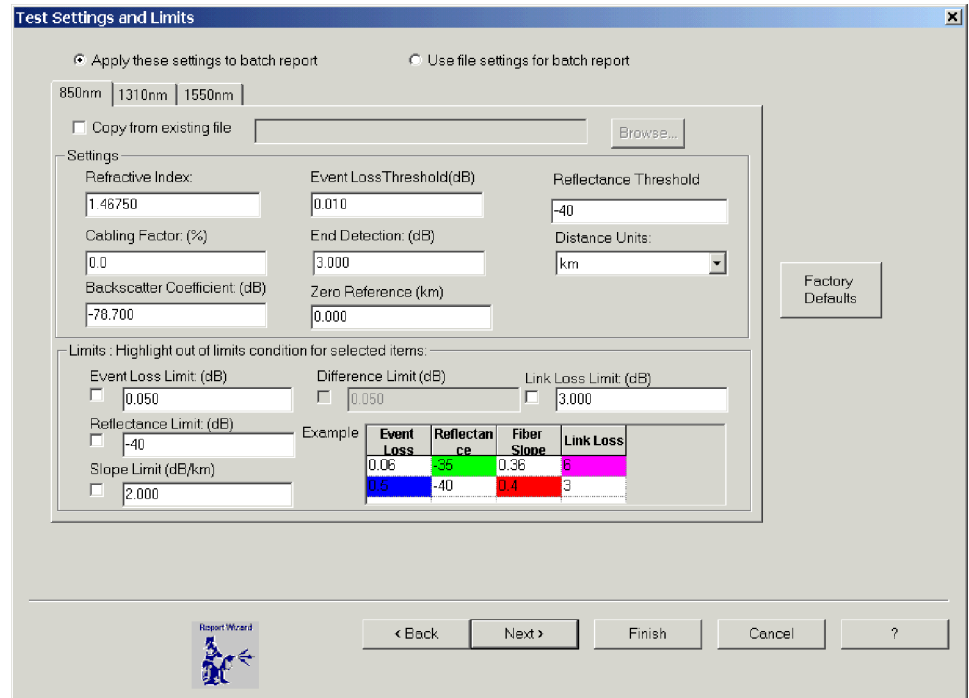 Test Settings and Limits
Apply these settings to batch report
Use file settings for batch report
850nm
1310nm
1550nm
Copy from existing file
Browse...
Settings
Refractive Index:
Event LossThreshold(dB)
Reflectance Threshold
1.46750
0.010
-40
Cabling Factor: (%)
End Detection: (dB)
Distance Units:
0.0
3.000
km
Backscatter Coefficient: (dB)
Zero Reference (km)
-78.700
0.000
Factory
Defaults
Limits : Highlight out of limits condition for selected items:
Event Loss Limit: (dB)
Difference Limit(dB)
Link Loss Limit: (dB)
0.050
0.050
3.000
Reflectance Limit: (dB)
-40
Slope Limit (dB/km)
2.000
Example
Event Loss
Reflectan ce
Fiber Slope
Link Loss
0.06
-35
0.36
6
0.5
-40
0.4
3
Report Wizard
< Back
Next >
Finish
Cancel
?